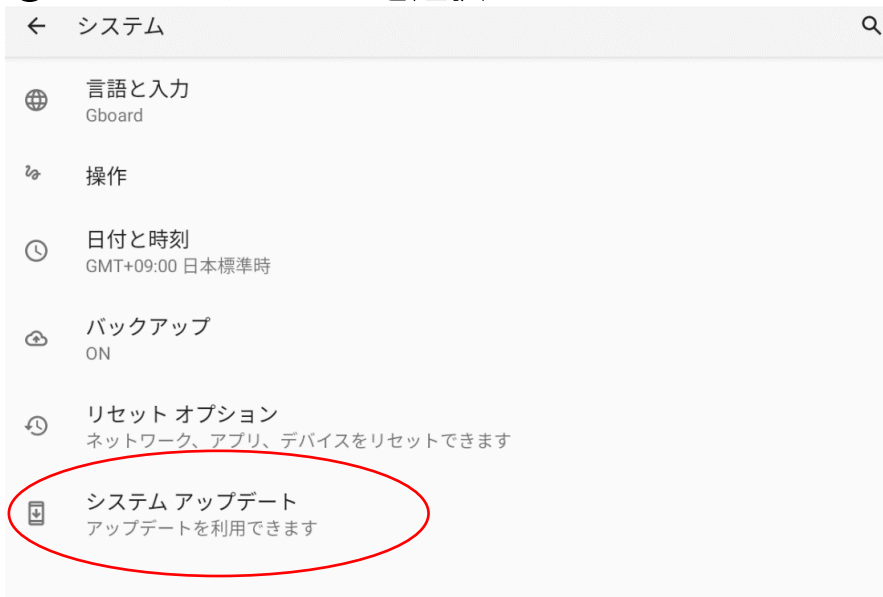 システム
言語と入力
Gboard
操作
日付と時刻
GMT+09:00 日本標準時
バックアップ
ON
リセット オプション
ネットワーク、アプリ、デバイスをリセットできます
システム アップデート
アップデートを利用できます